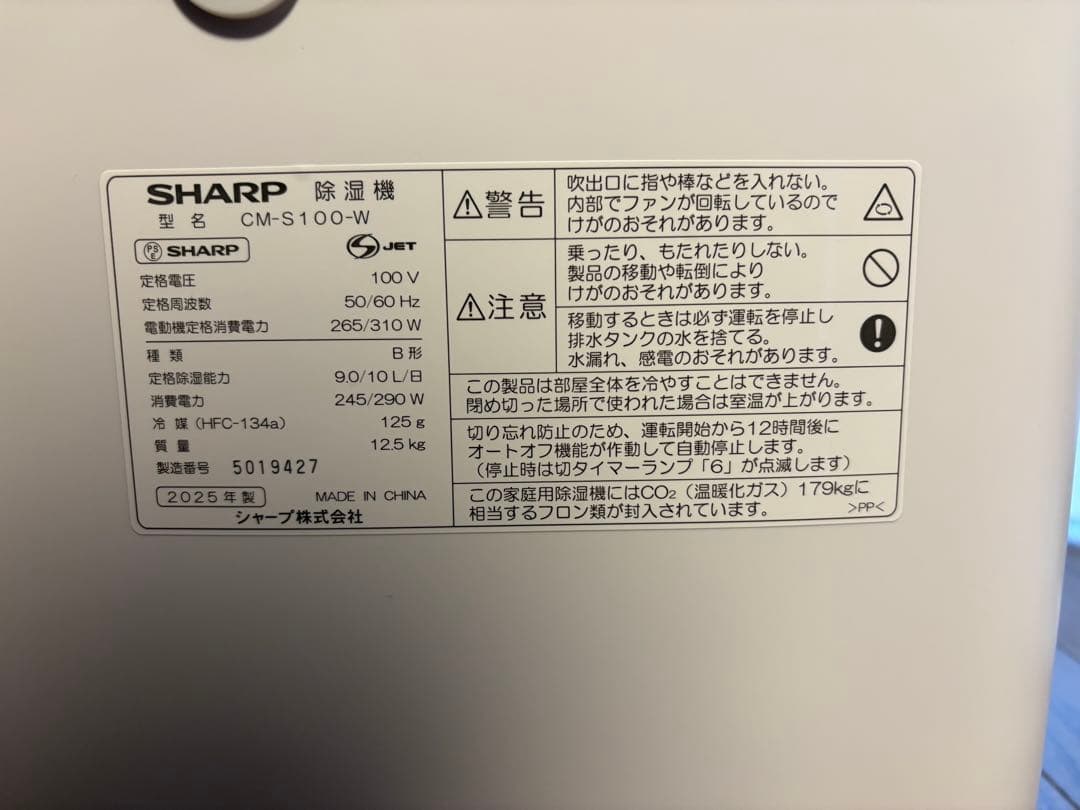 SHARP 除湿機
型名 CM-S100-W
PSE SHARP S JET
定格電圧 100 V
定格周波数 50/60 Hz
電動機定格消費電力 265/310 W
種類 B 形
定格除湿能力 9.0/10 L/日
消費電力 245/290 W
冷媒 (HFC-134a) 125 g
質量 12.5 kg
製造番号 5019427
2025年製 MADE IN CHINA
シャープ株式会社
⚠警告
吹出口に指や棒などを入れない。
内部でファンが回転しているので
けがのおそれがあります。
⚠注意
乗ったり、もたれたりしない。
製品の移動や転倒により
けがのおそれがあります。
移動するときは必ず運転を停止し
排水タンクの水を捨てる。
水漏れ、感電のおそれがあります。
この製品は部屋全体を冷やすことはできません。
閉め切った場所で使われた場合は室温が上がります。
切り忘れ防止のため、運転開始から12時間後に
オートオフ機能が作動して自動停止します。
(停止時は切タイマーランプ「6」が点滅します)
この家庭用除湿機にはCO₂(温暖化ガス)179kgに
相当するフロン類が封入されています。
>PP<